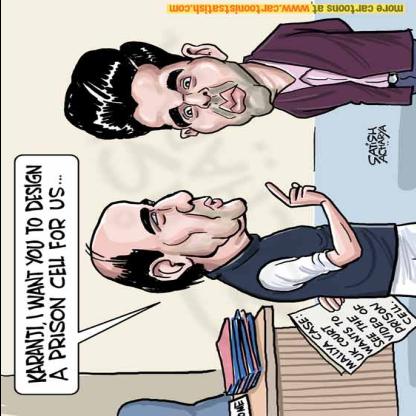 KARANJI, I WANT YOU TO DESIGN
A PRISON CELL FOR US...
MALLYA CASE:
UK COURT
WANTS TO
SEE THE
VIDEO OF
PRISON
CELL.
SATISH
ACHARYA
more cartoons at www.cartoonistsatish.com